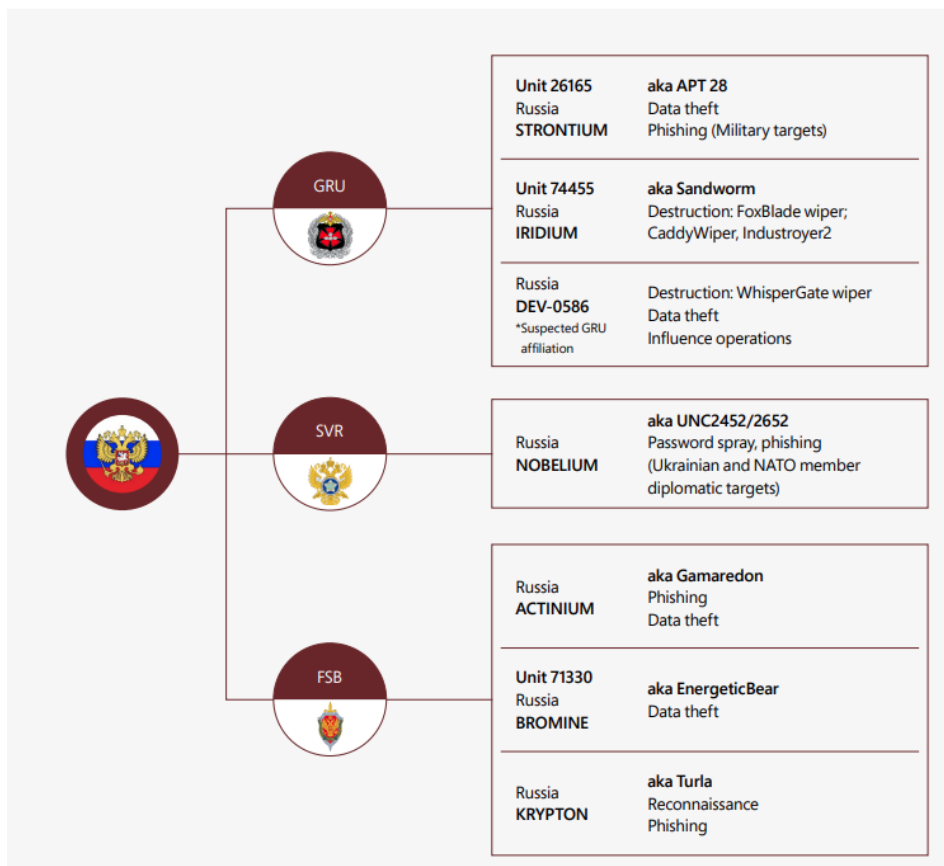 GRU
Unit 26165
Russia
STRONTIUM
aka APT 28
Data theft
Phishing (Military targets)
Unit 74455
Russia
IRIDIUM
aka Sandworm
Destruction: FoxBlade wiper;
CaddyWiper, Industroyer2
Russia
DEV-0586
*Suspected GRU
affiliation
Destruction: WhisperGate wiper
Data theft
Influence operations
SVR
Russia
NOBELIUM
aka UNC2452/2652
Password spray, phishing
(Ukrainian and NATO member
diplomatic targets)
FSB
Russia
ACTINIUM
aka Gamaredon
Phishing
Data theft
Unit 71330
Russia
BROMINE
aka EnergeticBear
Data theft
Russia
KRYPTON
aka Turla
Reconnaissance
Phishing